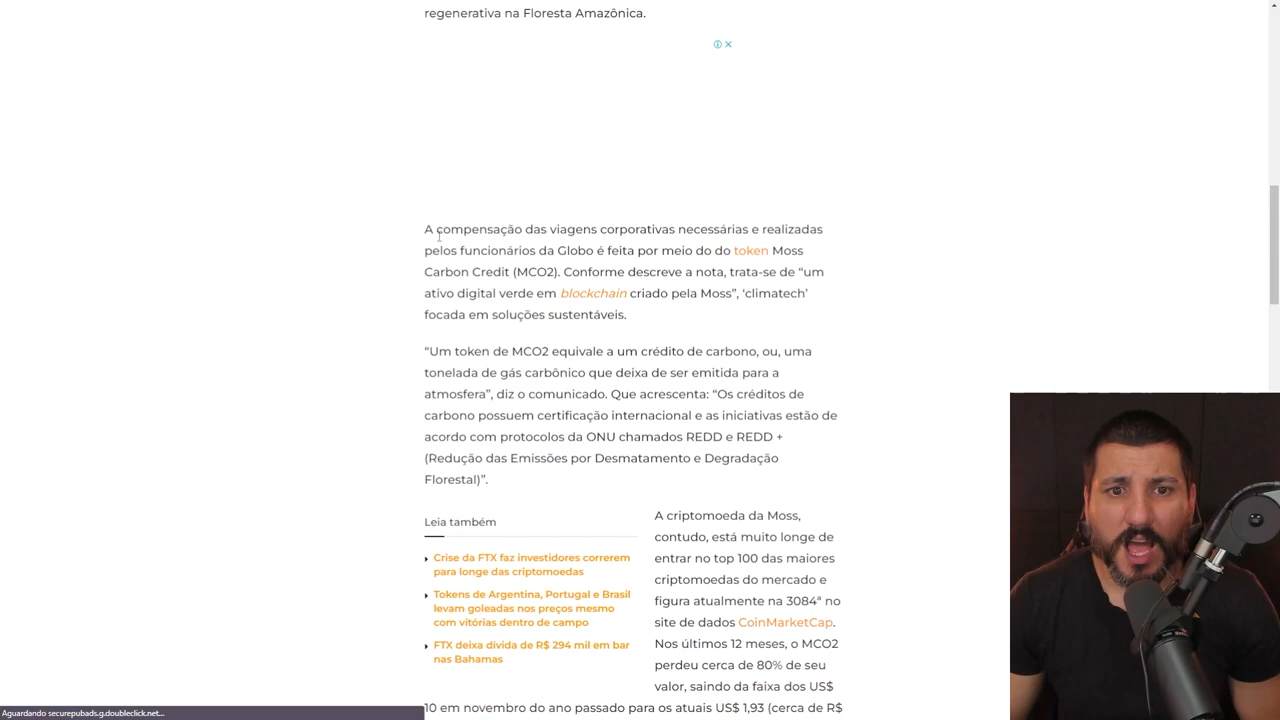 regenerativa na Floresta Amazônica.
A compensação das viagens corporativas necessárias e realizadas
pelos funcionários da Globo é feita por meio do do token Moss
Carbon Credit (MCO2). Conforme descreve a nota, trata-se de “um
ativo digital verde em blockchain criado pela Moss”, ‘climatech’
focada em soluções sustentáveis.
“Um token de MCO2 equivale a um crédito de carbono, ou, uma
tonelada de gás carbônico que deixa de ser emitida para a
atmosfera”, diz o comunicado. Que acrescenta: “Os créditos de
carbono possuem certificação internacional e as iniciativas estão de
acordo com protocolos da ONU chamados REDD e REDD +
(Redução das Emissões por Desmatamento e Degradação
Florestal)”.
Leia também
Crise da FTX faz investidores correrem
para longe das criptomoedas
Tokens de Argentina, Portugal e Brasil
levam goleadas nos preços mesmo
com vitórias dentro de campo
FTX deixa dívida de R$ 294 mil em bar
nas Bahamas
A criptomoeda da Moss,
contudo, está muito longe de
entrar no top 100 das maiores
criptomoedas do mercado e
figura atualmente na 3084ª no
site de dados CoinMarketCap.
Nos últimos 12 meses, o MCO2
perdeu cerca de 80% de seu
valor, saindo da faixa dos US$
10 em novembro do ano passado para os atuais US$ 1,93 (cerca de R$
Aguardando securepubads.g.doubleclick.net...